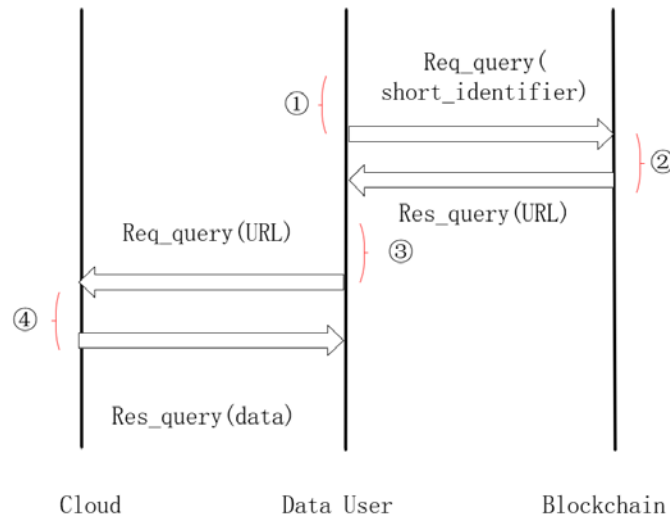 Req_query(
short_identifier)
①
②
Res_query(URL)
Req_query(URL)
③
④
Res_query(data)
Cloud
Data User
Blockchain